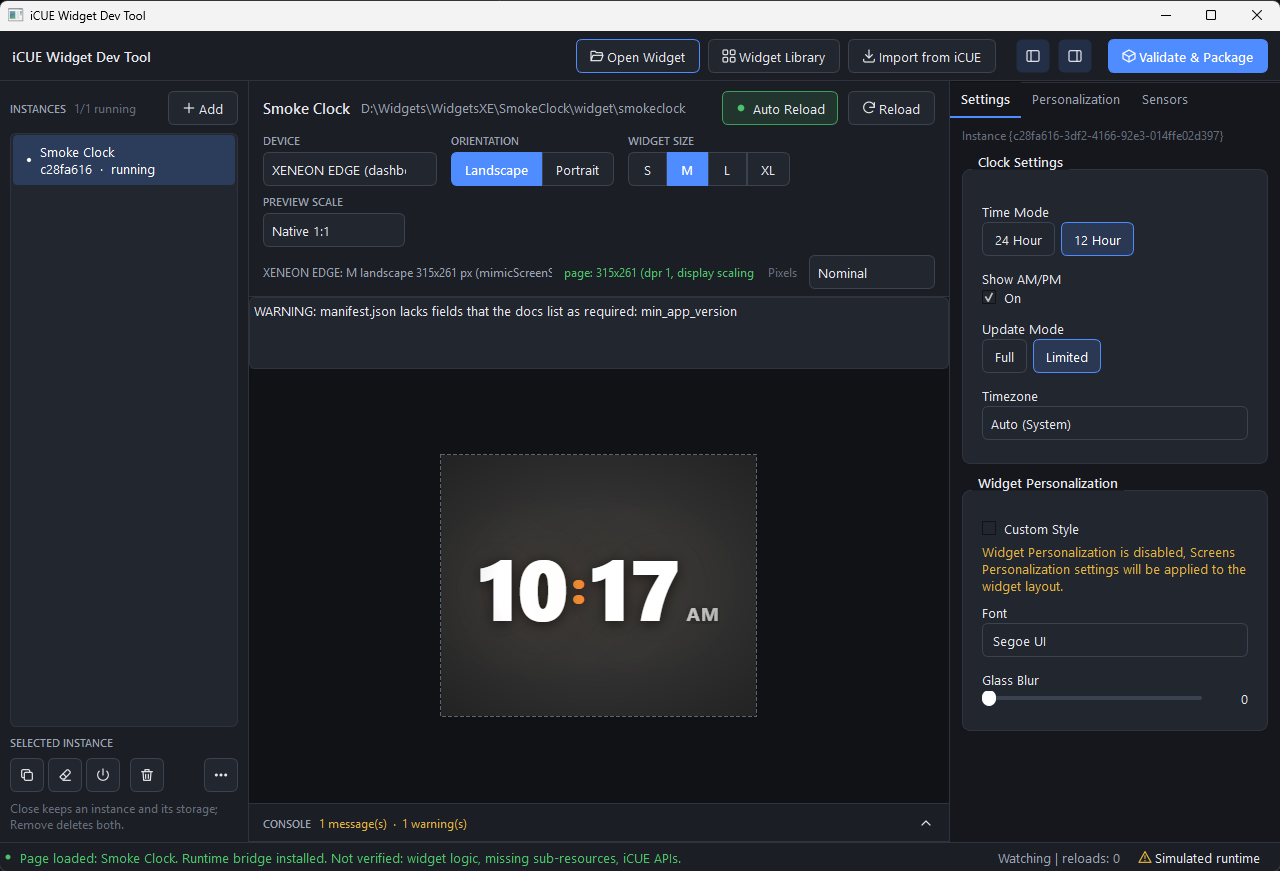 iCUE Widget Dev Tool
iCUE Widget Dev Tool
Open Widget
Widget Library
Import from iCUE
Validate & Package
INSTANCES 1/1 running
Add
Smoke Clock
c28fa616 · running
SELECTED INSTANCE
Close keeps an instance and its storage;
Remove deletes both.
Smoke Clock D:\Widgets\WidgetsXE\SmokeClock\widget\smokeclock
Auto Reload
Reload
DEVICE
ORIENTATION
WIDGET SIZE
XENEON EDGE (dashb
Landscape
Portrait
S
M
L
XL
PREVIEW SCALE
Native 1:1
XENEON EDGE: M landscape 315x261 px (mimicScreenS
page: 315x261 (dpr 1, display scaling
Pixels
Nominal
WARNING: manifest.json lacks fields that the docs list as required: min_app_version
10:17 AM
CONSOLE 1 message(s) · 1 warning(s)
Settings
Personalization
Sensors
Instance {c28fa616-3df2-4166-92e3-014ffe02d397}
Clock Settings
Time Mode
24 Hour
12 Hour
Show AM/PM
On
Update Mode
Full
Limited
Timezone
Auto (System)
Widget Personalization
Custom Style
Widget Personalization is disabled, Screens
Personalization settings will be applied to the
widget layout.
Font
Segoe UI
Glass Blur
0
Page loaded: Smoke Clock. Runtime bridge installed. Not verified: widget logic, missing sub-resources, iCUE APIs.
Watching | reloads: 0
Simulated runtime